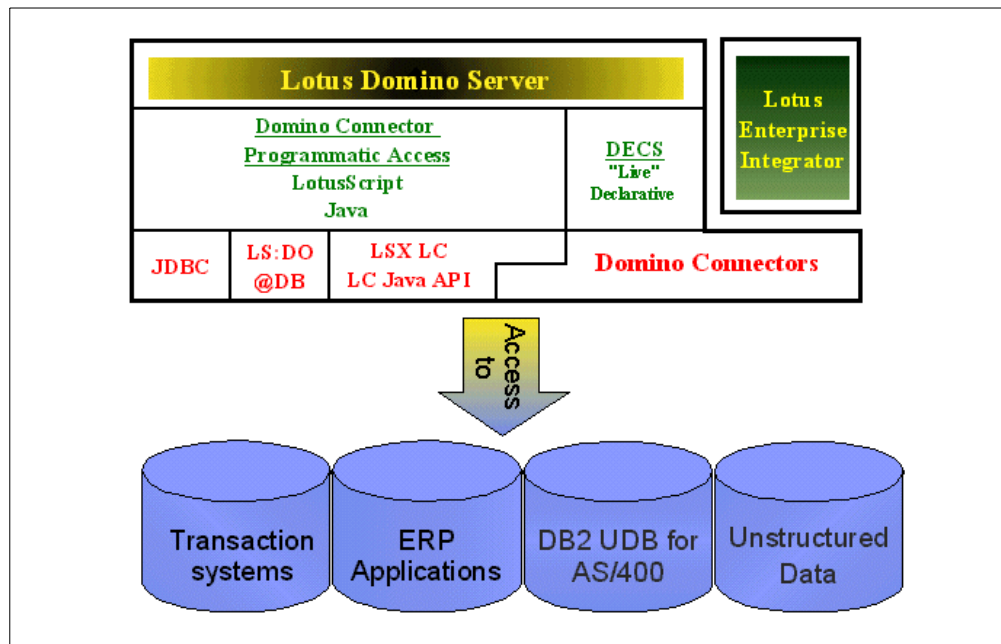 Lotus Domino Server
Lotus
Enterprise
Integrator
Domino Connector
Programmatic Access
LotusScript
Java
DECS
"Live"
Declarative
JDBC
LS:DO
@DB
LSX LC
LC Java API
Domino Connectors
Access
to
Transaction
systems
ERP
Applications
DB2 UDB for
AS/400
Unstructured
Data